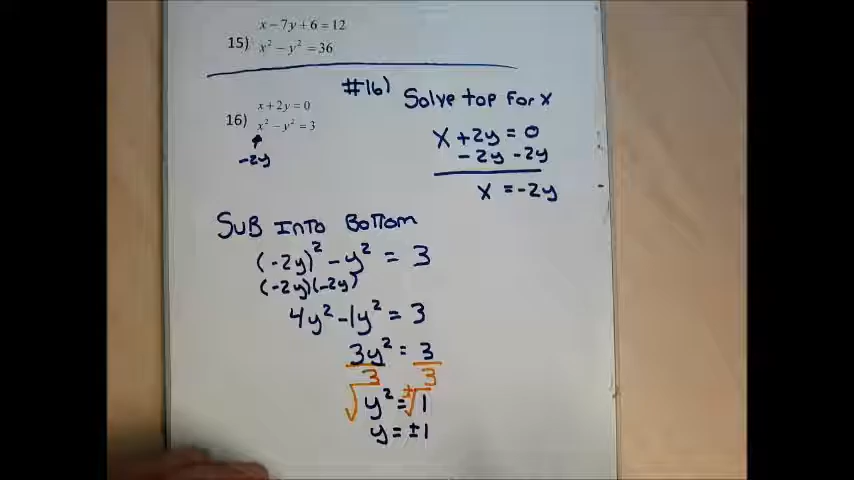 x - 7y + 6 = 12
15) x² - y² = 36
#16) Solve top for x
x + 2y = 0
16) x² - y² = 3
-2y
x + 2y = 0
-2y -2y
x = -2y
Sub Into Bottom
(-2y)² - y² = 3
(-2y)(-2y)
4y² - 1y² = 3
3y² = 3
3 3
√y² = ±√1
y = ±1